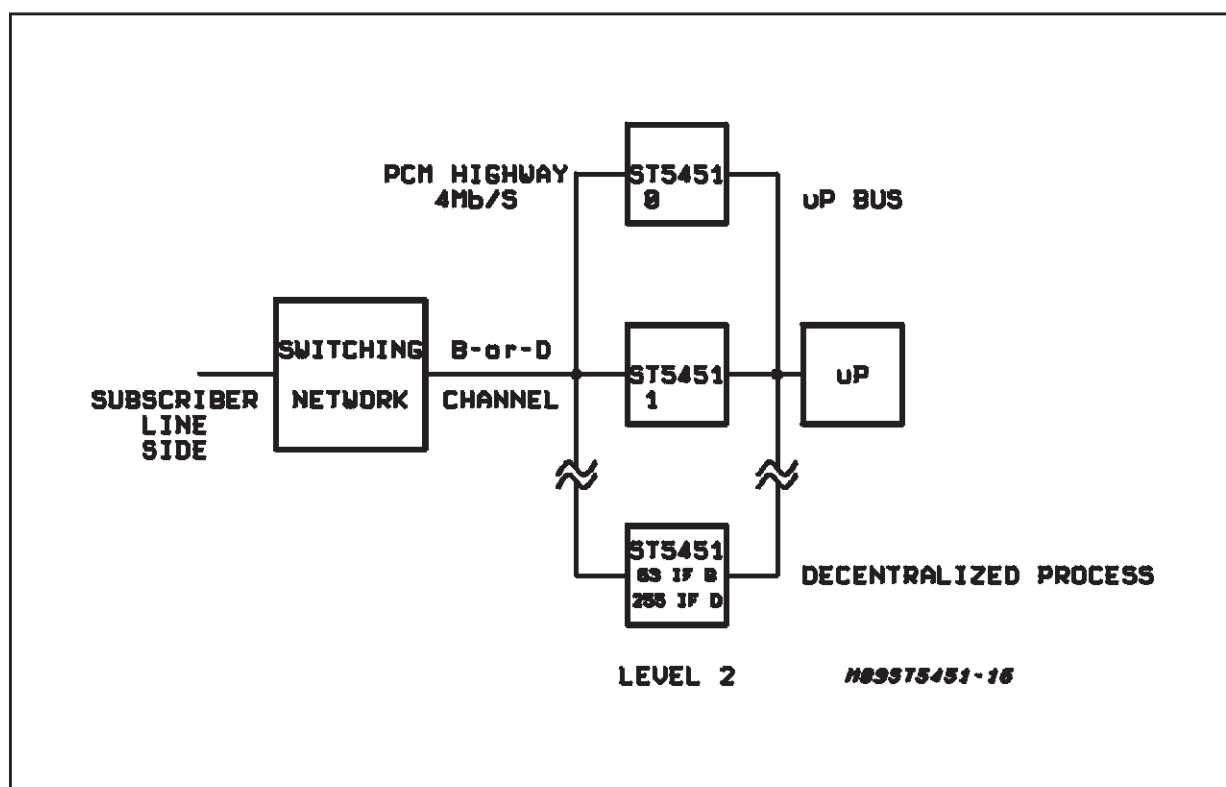 ST5451
0
PCM HIGHWAY
4Mb/S
uP BUS
SWITCHING
NETWORK
B-or-D
CHANNEL
SUBSCRIBER
LINE
SIDE
ST5451
1
uP
ST5451
63 IF B
255 IF D
DECENTRALIZED PROCESS
LEVEL 2
M89ST5451-16